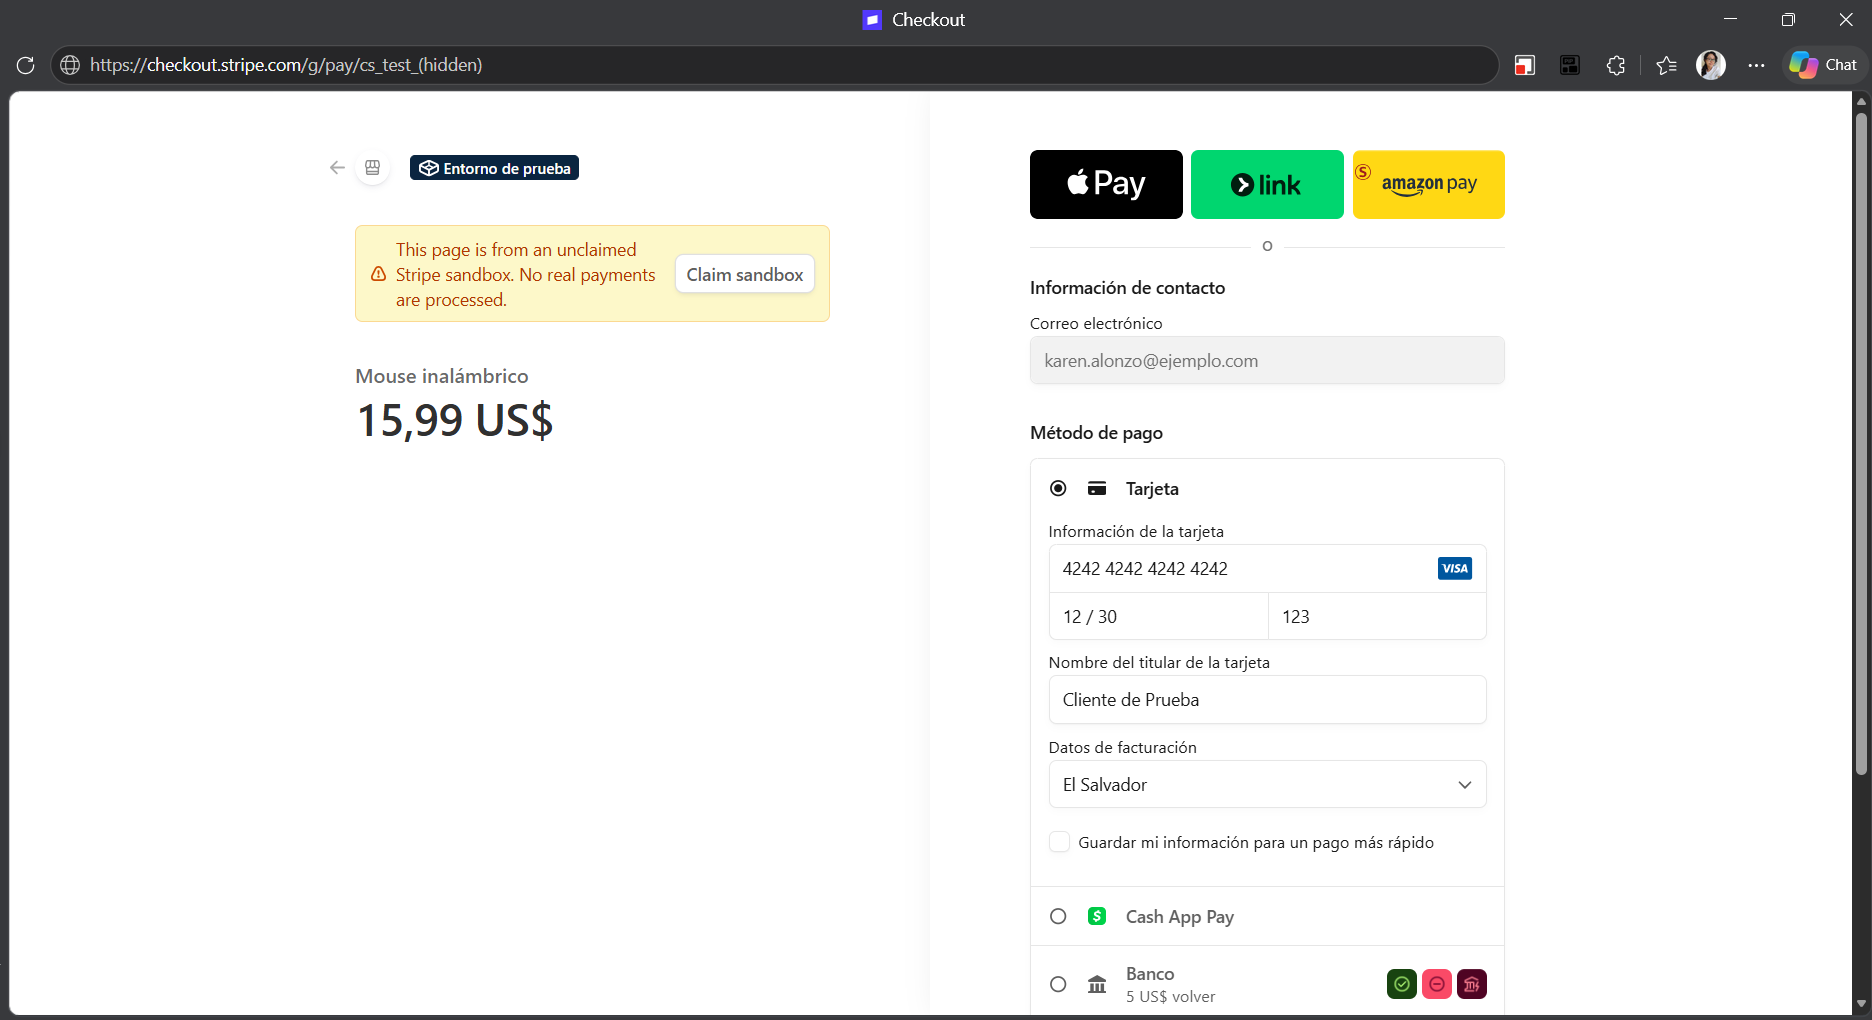 Checkout
https://checkout.stripe.com/g/pay/cs_test_(hidden)
Chat
Entorno de prueba
This page is from an unclaimed
Stripe sandbox. No real payments
are processed.
Claim sandbox
Mouse inalámbrico
15,99 US$
Pay
link
S
amazon pay
O
Información de contacto
Correo electrónico
karen.alonzo@ejemplo.com
Método de pago
Tarjeta
Información de la tarjeta
4242 4242 4242 4242
VISA
12 / 30
123
Nombre del titular de la tarjeta
Cliente de Prueba
Datos de facturación
El Salvador
Guardar mi información para un pago más rápido
$
Cash App Pay
Banco
5 US$ volver